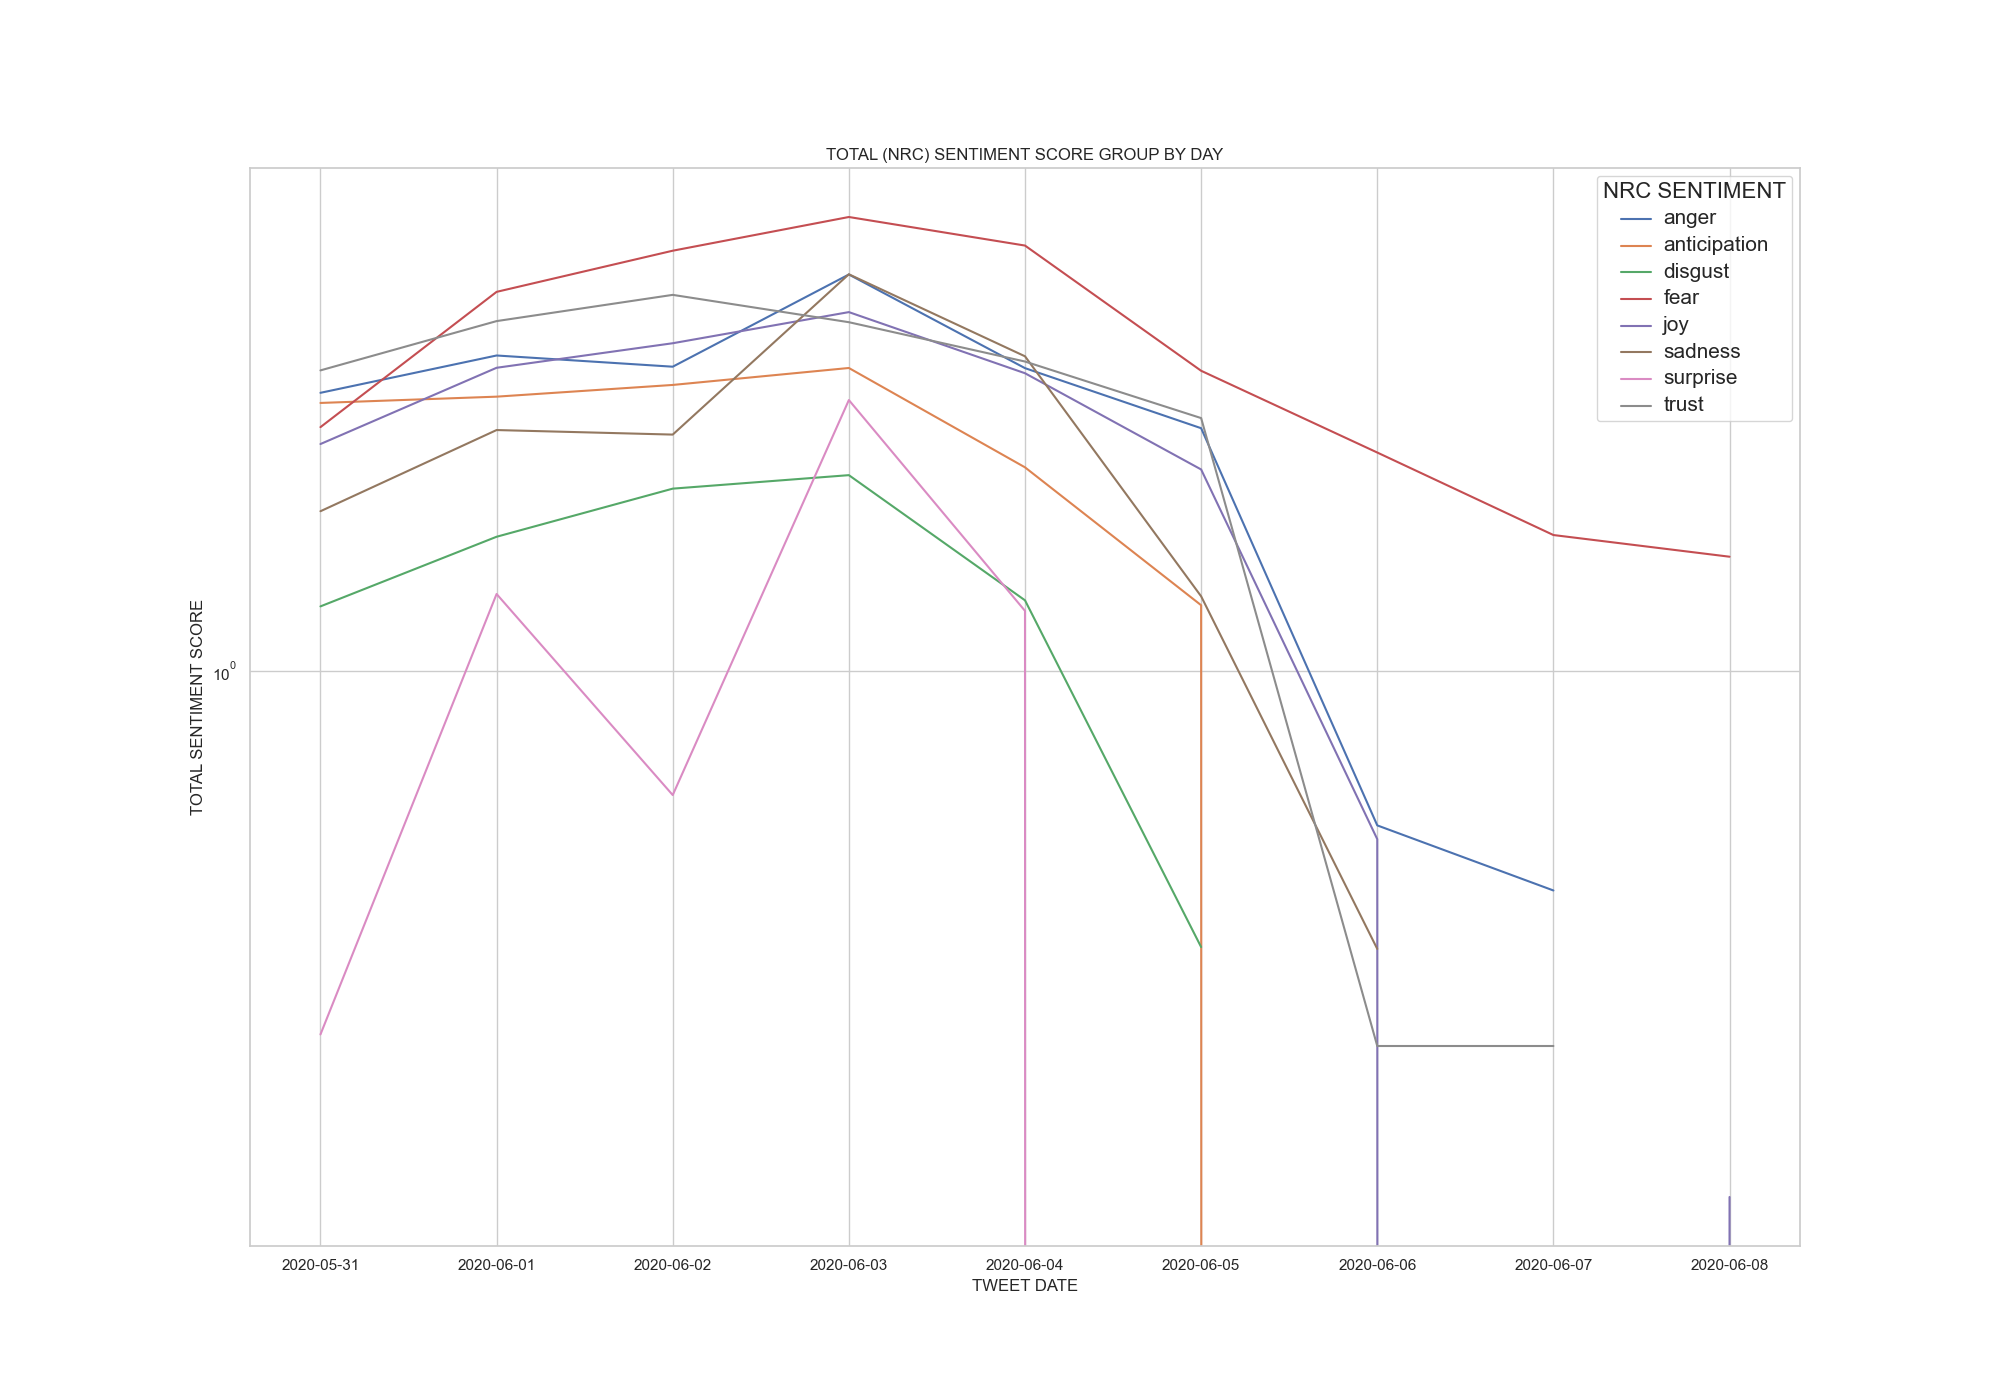 TOTAL (NRC) SENTIMENT SCORE GROUP BY DAY
NRC SENTIMENT
anger
anticipation
disgust
fear
joy
sadness
surprise
trust
TOTAL SENTIMENT SCORE
10^0
2020-05-31 2020-06-01 2020-06-02 2020-06-03 2020-06-04 2020-06-05 2020-06-06 2020-06-07 2020-06-08
TWEET DATE